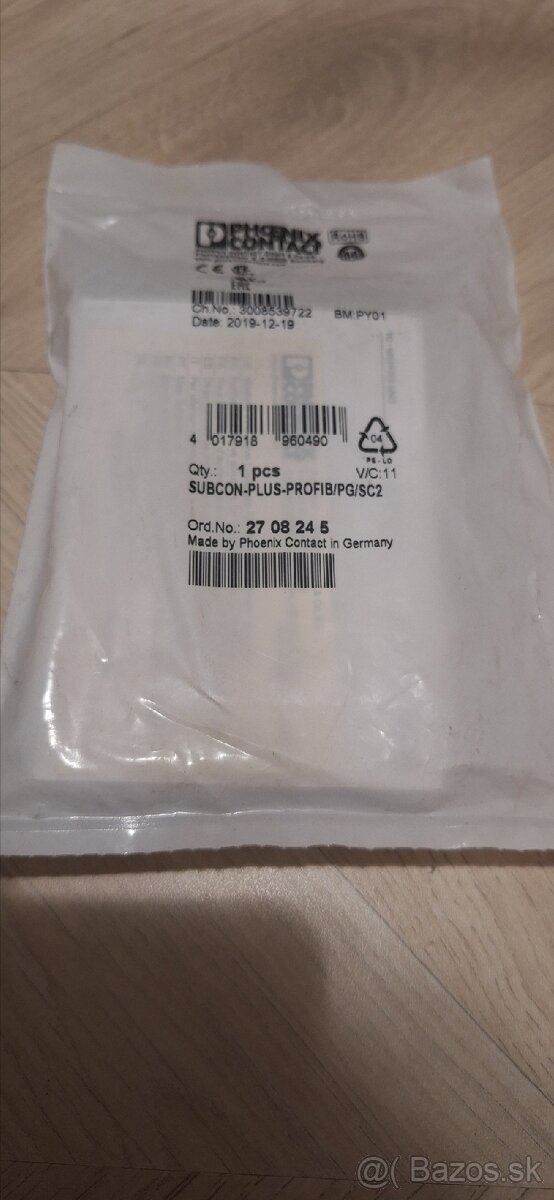 PHOENIX
CONTACT
Ch.No.: 3008539722 BM:PY01
Date: 2019-12-19
4 017918 960490
04
PE-LD
Qty.: 1 pcs V/C:11
SUBCON-PLUS-PROFIB/PG/SC2
Ord.No.: 27 08 24 5
Made by Phoenix Contact in Germany
@( Bazos.sk